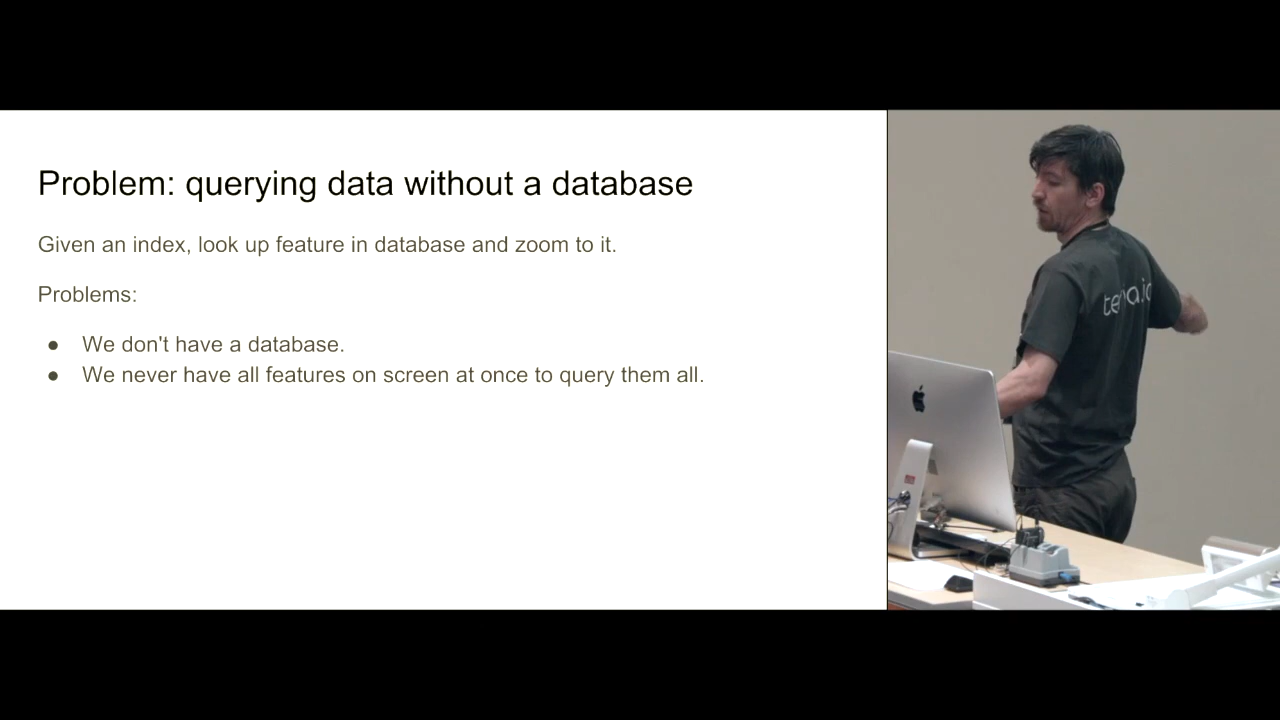 Problem: querying data without a database
Given an index, look up feature in database and zoom to it.
Problems:
● We don't have a database.
● We never have all features on screen at once to query them all.